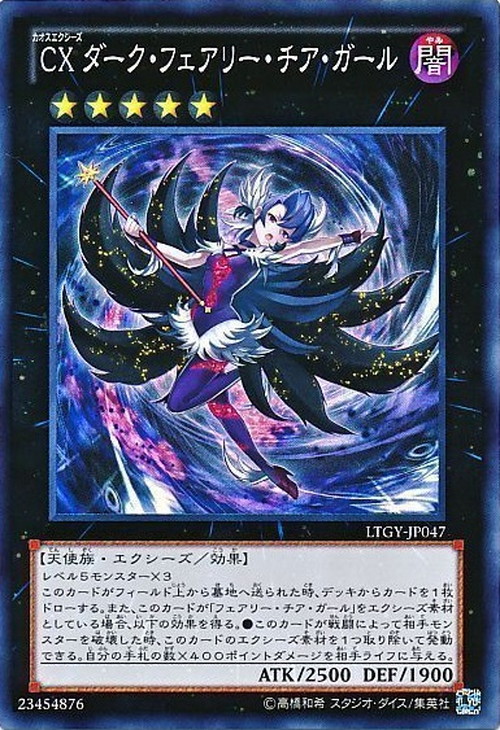 カオスエクシーズ
CX ダーク・フェアリー・チア・ガール
やみ
闇
LTGY-JP047
【天使族・エクシーズ/効果】
レベル5モンスター×3
このカードがフィールド上から墓地へ送られた時、デッキからカードを1枚
ドローする。また、このカードが「フェアリー・チア・ガール」をエクシーズ素材
としている場合、以下の効果を得る。●このカードが戦闘によって相手モン
スターを破壊した時、このカードのエクシーズ素材を1つ取り除いて発動
できる。自分の手札の数×400ポイントダメージを相手ライフに与える。
ATK/2500 DEF/1900
23454876
©高橋和希 スタジオ・ダイス/集英社